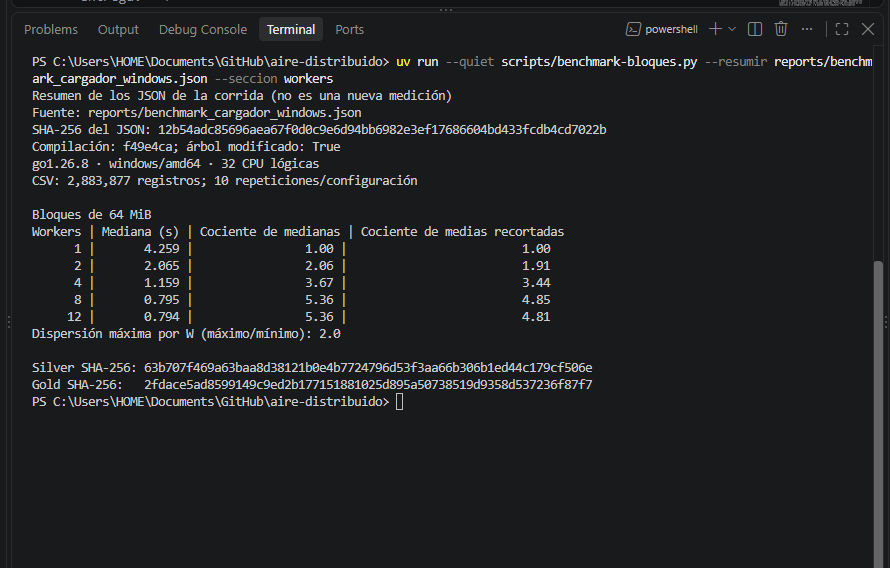 Problems Output Debug Console Terminal Ports powershell
PS C:\Users\HOME\Documents\GitHub\aire-distribuido> uv run --quiet scripts/benchmark-bloques.py --resumir reports/benchm
ark_cargador_windows.json --seccion workers
Resumen de los JSON de la corrida (no es una nueva medición)
Fuente: reports/benchmark_cargador_windows.json
SHA-256 del JSON: 12b54adc85696aea67f0d0c9e6d94bb6982e3ef17686604bd433fcdb4cd7022b
Compilación: f49e4ca; árbol modificado: True
go1.26.8 · windows/amd64 · 32 CPU lógicas
CSV: 2,883,877 registros; 10 repeticiones/configuración
Bloques de 64 MiB
Workers | Mediana (s) | Cociente de medianas | Cociente de medias recortadas
1 | 4.259 | 1.00 | 1.00
2 | 2.065 | 2.06 | 1.91
4 | 1.159 | 3.67 | 3.44
8 | 0.795 | 5.36 | 4.85
12 | 0.794 | 5.36 | 4.81
Dispersión máxima por W (máximo/mínimo): 2.0
Silver SHA-256: 63b707f469a63baa8d38121b0e4b7724796d53f3aa66b306b1ed44c179cf506e
Gold SHA-256: 2fdace5ad8599149c9ed2b177151881025d895a50738519d9358d537236f87f7
PS C:\Users\HOME\Documents\GitHub\aire-distribuido>